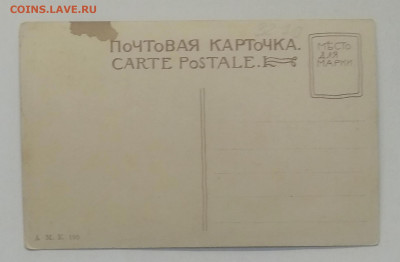 COINS.LAVE.RU
ПОЧТОВАЯ КАРТОЧКА.
CARTE POSTALE.
МѢСТО
ДЛЯ
МАРКИ